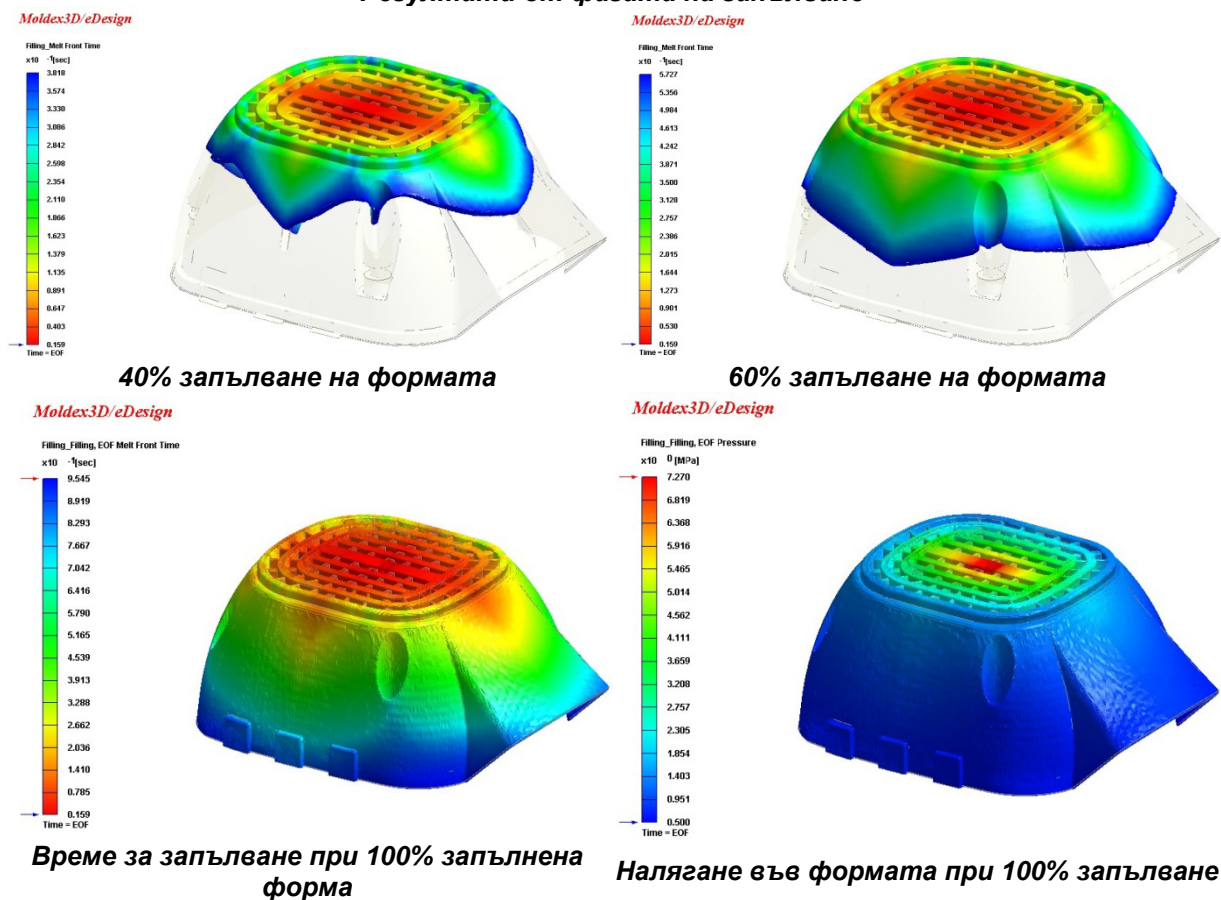 Резултати от фазата на запълване
Moldex3D/eDesign
Filling_Melt Front Time
x10 -1[sec]
3.818
3.574
3.330
3.086
2.842
2.598
2.354
2.110
1.866
1.623
1.379
1.135
0.891
0.647
0.403
0.159
Time = EOF
40% запълване на формата
Moldex3D/eDesign
Filling_Melt Front Time
x10 -1[sec]
5.727
5.356
4.984
4.613
4.242
3.871
3.500
3.128
2.757
2.386
2.015
1.644
1.273
0.901
0.530
0.159
Time = EOF
60% запълване на формата
Moldex3D/eDesign
Filling_Filling, EOF Melt Front Time
x10 -1[sec]
9.545
8.919
8.293
7.667
7.042
6.416
5.790
5.165
4.539
3.913
3.288
2.662
2.036
1.410
0.785
0.159
Time = EOF
Време за запълване при 100% запълнена
форма
Moldex3D/eDesign
Filling_Filling, EOF Pressure
x10 0 [MPa]
7.270
6.819
6.368
5.916
5.465
5.014
4.562
4.111
3.659
3.208
2.757
2.305
1.854
1.403
0.951
0.500
Time = EOF
Налягане във формата при 100% запълване